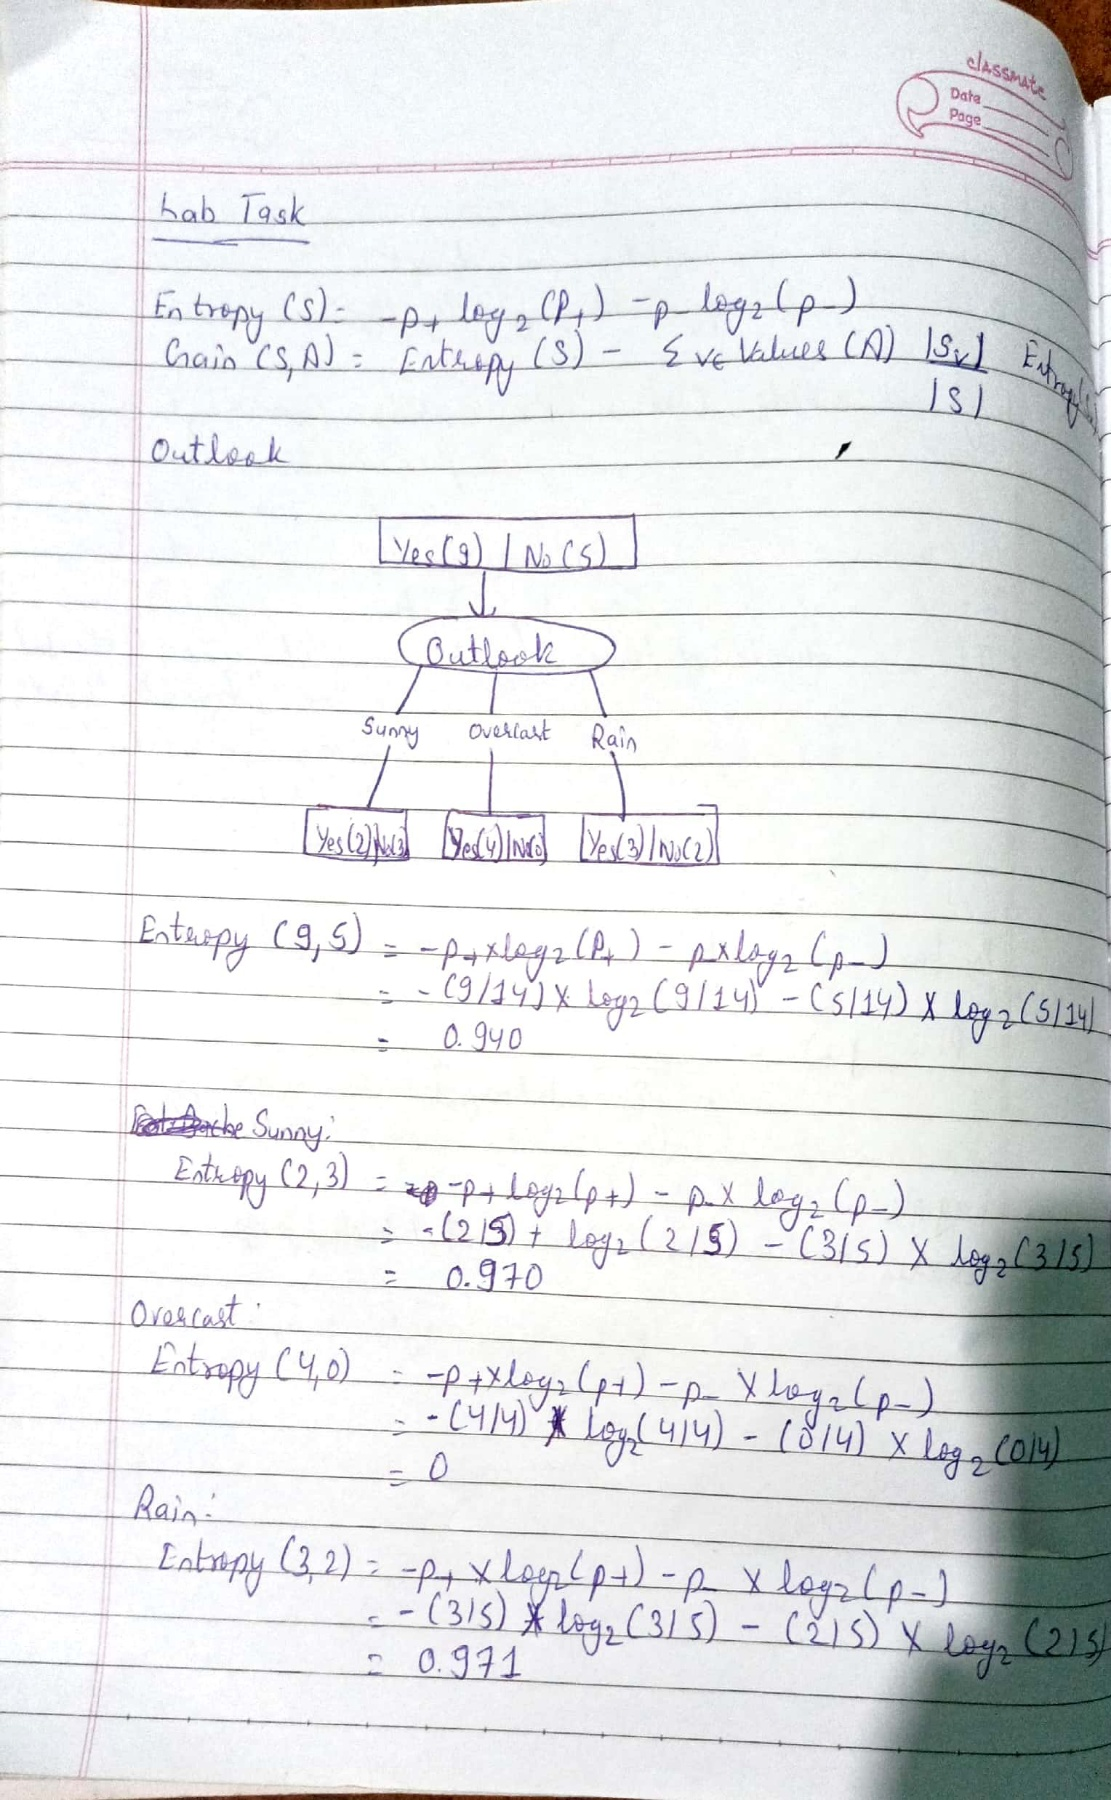 classmate
Date
Page
Lab Task
Entropy (S) = -p+ log2 (P+) -p- log2 (p-)
Gain (S,A) = Entropy (S) - Σ vε Values (A) |Sv| / |S| Entropy
Outlook
Yes(9) | No(5)
Outlook
Sunny Overcast Rain
Yes(2)|No(3) Yes(4)|No(0) Yes(3)|No(2)
Entropy (9,5) = -p+ x log2 (P+) - p- x log2 (p-)
= -(9/14) x log2 (9/14) - (5/14) x log2 (5/14)
= 0.940
Sunny:
Entropy (2,3) = -p+ log2(p+) - p- x log2 (p-)
= -(2/5) + log2 (2/5) - (3/5) x log2 (3/5)
= 0.970
Overcast:
Entropy (4,0) = -p+ x log2 (p+) - p- x log2 (p-)
= -(4/4) * log2(4/4) - (0/4) x log2 (0/4)
= 0
Rain:
Entropy (3,2) = -p+ x log2(p+) - p- x log2 (p-)
= -(3/5) * log2 (3/5) - (2/5) x log2 (2/5)
= 0.971